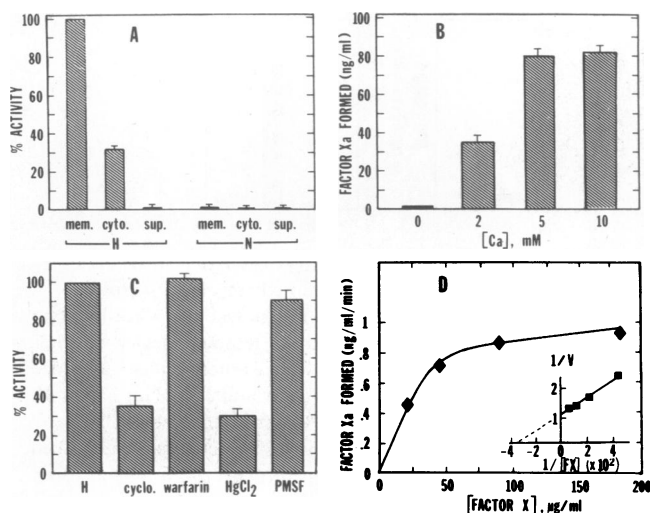 A
% ACTIVITY
100
80
60
40
20
0
mem. cyto. sup. mem. cyto. sup.
H N
B
FACTOR Xa FORMED (ng/ml)
100
80
60
40
20
0
0 2 5 10
[Ca], mM
C
% ACTIVITY
100
80
60
40
20
0
H cyclo. warfarin HgCl2 PMSF
D
FACTOR Xa FORMED (ng/ml/min)
1
.8
.6
.4
.2
0
0 50 100 150 200
[FACTOR X], µg/ml
1/V
2
1
-4 -2 0 2 4
1/[FX] (×10²)